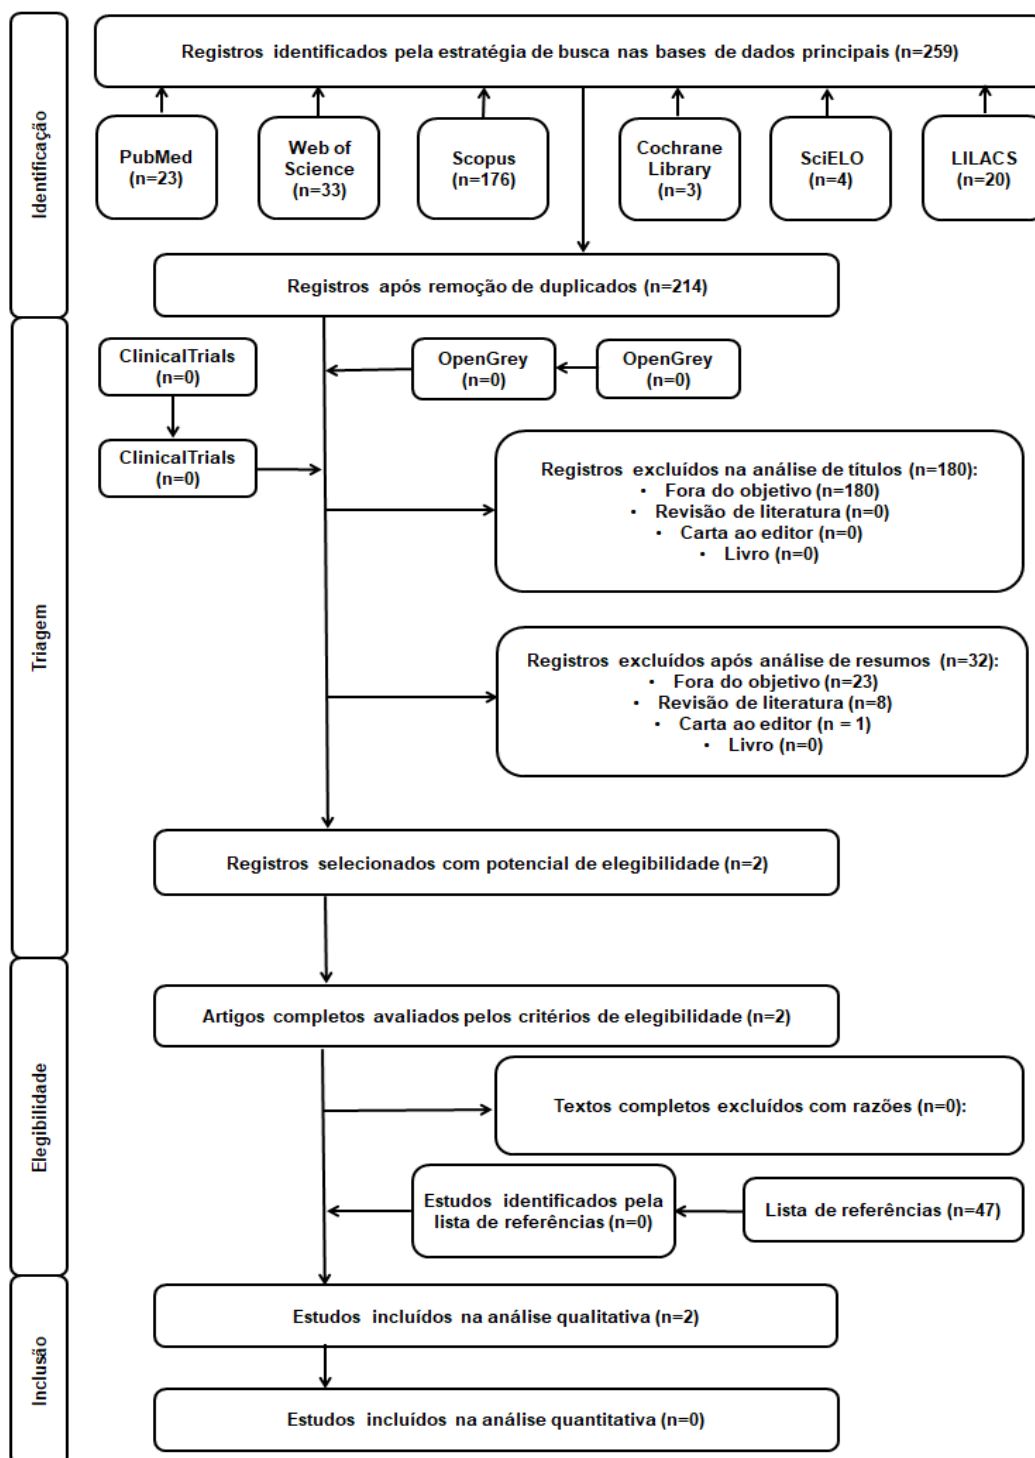 Identificação
Registros identificados pela estratégia de busca nas bases de dados principais (n=259)
PubMed
(n=23)
Web of
Science
(n=33)
Scopus
(n=176)
Cochrane
Library
(n=3)
SciELO
(n=4)
LILACS
(n=20)
Registros após remoção de duplicados (n=214)
Triagem
ClinicalTrials
(n=0)
OpenGrey
(n=0)
OpenGrey
(n=0)
ClinicalTrials
(n=0)
Registros excluídos na análise de títulos (n=180):
• Fora do objetivo (n=180)
• Revisão de literatura (n=0)
• Carta ao editor (n=0)
• Livro (n=0)
Registros excluídos após análise de resumos (n=32):
• Fora do objetivo (n=23)
• Revisão de literatura (n=8)
• Carta ao editor (n = 1)
• Livro (n=0)
Registros selecionados com potencial de elegibilidade (n=2)
Elegibilidade
Artigos completos avaliados pelos critérios de elegibilidade (n=2)
Textos completos excluídos com razões (n=0):
Estudos identificados pela
lista de referências (n=0)
Lista de referências (n=47)
Inclusão
Estudos incluídos na análise qualitativa (n=2)
Estudos incluídos na análise quantitativa (n=0)